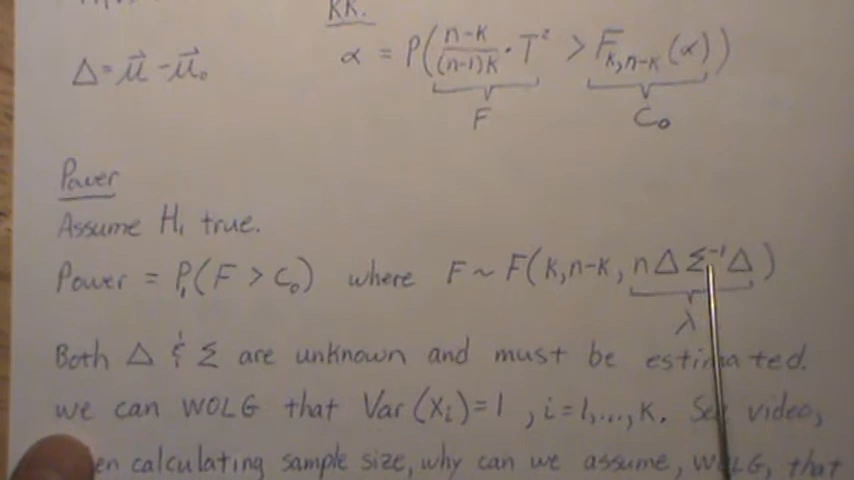 RR.
α = P( n-k/(n-1)k · T² > F_{k,n-k}(α) )
Δ = μ⃗ - μ⃗₀
F C₀
Power
Assume H₁ true.
Power = P₁(F > C₀) where F ~ F(k,n-k, nΔΣ⁻¹Δ)
λ
Both Δ & Σ are unknown and must be estimated.
we can WOLG that Var(Xᵢ)=1 , i=1,...,k. See video,
calculating sample size, why can we assume, WOLG, that